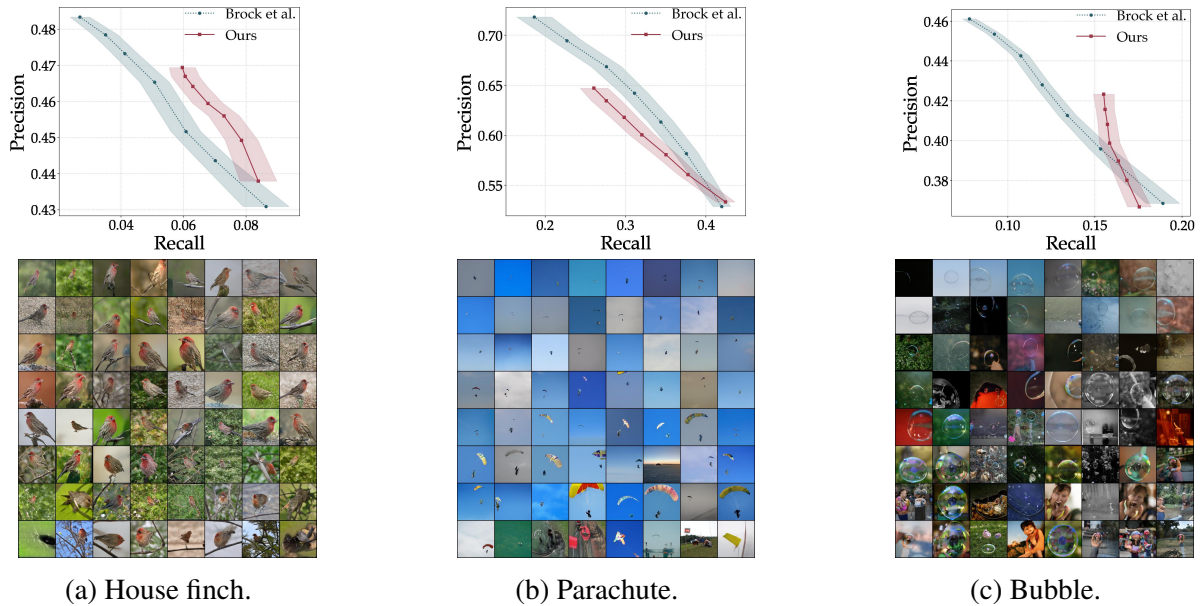 Brock et al.
Ours
Precision
0.48
0.47
0.46
0.45
0.44
0.43
0.04
0.06
0.08
Recall
Brock et al.
Ours
Precision
0.70
0.65
0.60
0.55
0.2
0.3
0.4
Recall
Brock et al.
Ours
Precision
0.46
0.44
0.42
0.40
0.38
0.10
0.15
0.20
Recall
(a) House finch.
(b) Parachute.
(c) Bubble.